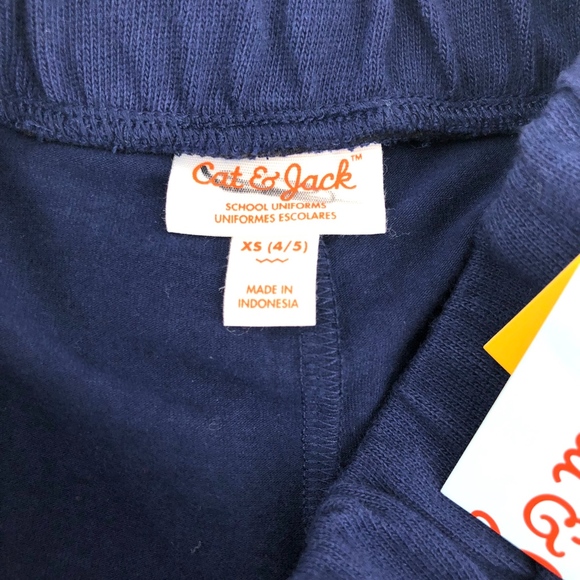 Cat & Jack™
SCHOOL UNIFORMS
UNIFORMES ESCOLARES
XS (4/5)
MADE IN
INDONESIA
&